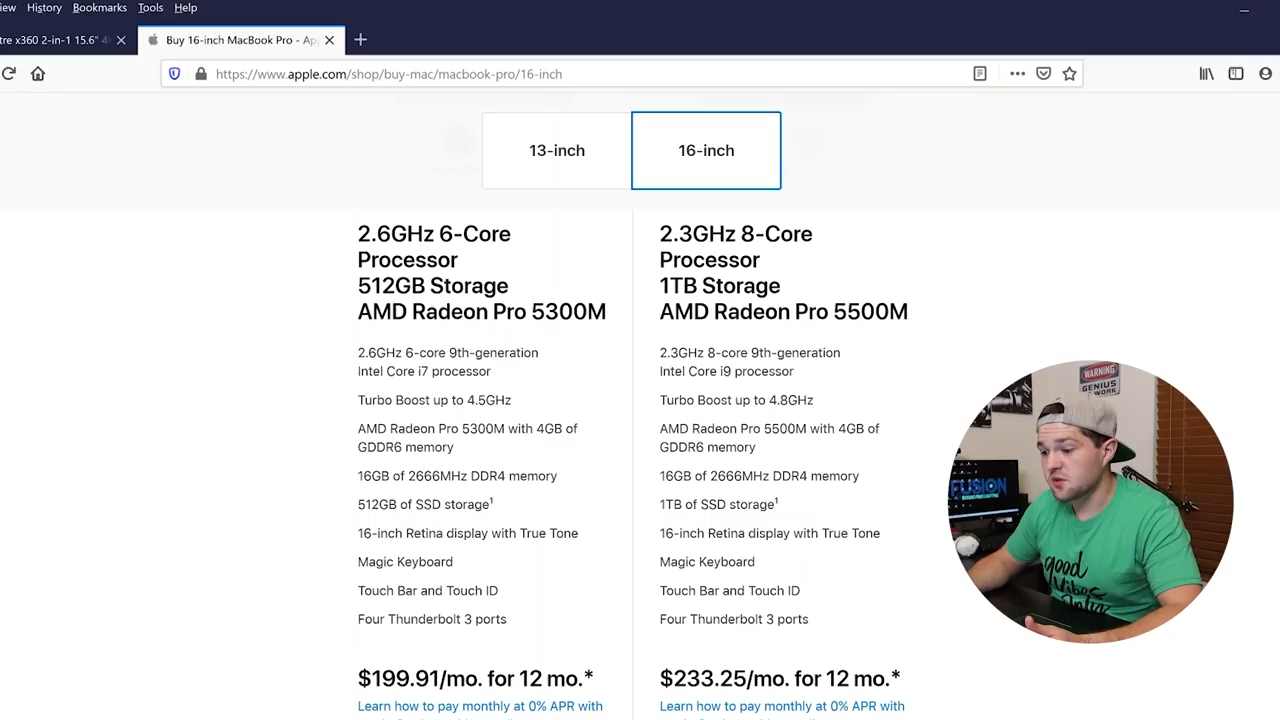 iew History Bookmarks Tools Help
tre x360 2-in-1 15.6" 4
Buy 16-inch MacBook Pro - Ap
https://www.apple.com/shop/buy-mac/macbook-pro/16-inch
13-inch
16-inch
2.6GHz 6-Core
Processor
512GB Storage
AMD Radeon Pro 5300M
2.6GHz 6-core 9th-generation
Intel Core i7 processor
Turbo Boost up to 4.5GHz
AMD Radeon Pro 5300M with 4GB of
GDDR6 memory
16GB of 2666MHz DDR4 memory
512GB of SSD storage¹
16-inch Retina display with True Tone
Magic Keyboard
Touch Bar and Touch ID
Four Thunderbolt 3 ports
$199.91/mo. for 12 mo.*
Learn how to pay monthly at 0% APR with
2.3GHz 8-Core
Processor
1TB Storage
AMD Radeon Pro 5500M
2.3GHz 8-core 9th-generation
Intel Core i9 processor
Turbo Boost up to 4.8GHz
AMD Radeon Pro 5500M with 4GB of
GDDR6 memory
16GB of 2666MHz DDR4 memory
1TB of SSD storage¹
16-inch Retina display with True Tone
Magic Keyboard
Touch Bar and Touch ID
Four Thunderbolt 3 ports
$233.25/mo. for 12 mo.*
Learn how to pay monthly at 0% APR with
WARNING
GENIUS
WORK
FUSION
good
Vibes